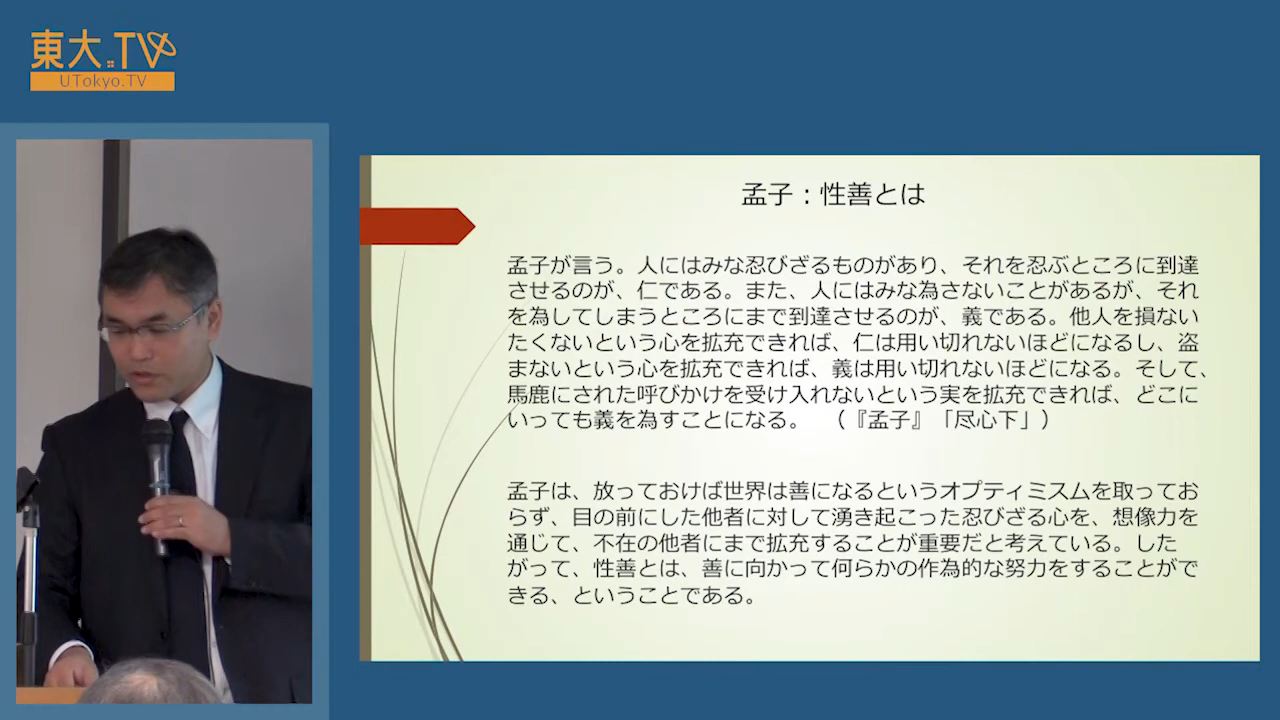 東大.TV
UTokyo.TV
孟子：性善とは
孟子が言う。人にはみな忍びざるものがあり、それを忍ぶところに到達
させるのが、仁である。また、人にはみな為さないことがあるが、それ
を為してしまうところにまで到達させるのが、義である。他人を損ない
たくないという心を拡充できれば、仁は用い切れないほどになるし、盗
まないという心を拡充できれば、義は用い切れないほどになる。そして、
馬鹿にされた呼びかけを受け入れないという実を拡充できれば、どこに
いっても義を為すことになる。　（『孟子』「尽心下」）
孟子は、放っておけば世界は善になるというオプティミスムを取ってお
らず、目の前にした他者に対して湧き起こった忍びざる心を、想像力を
通じて、不在の他者にまで拡充することが重要だと考えている。した
がって、性善とは、善に向かって何らかの作為的な努力をすることがで
きる、ということである。